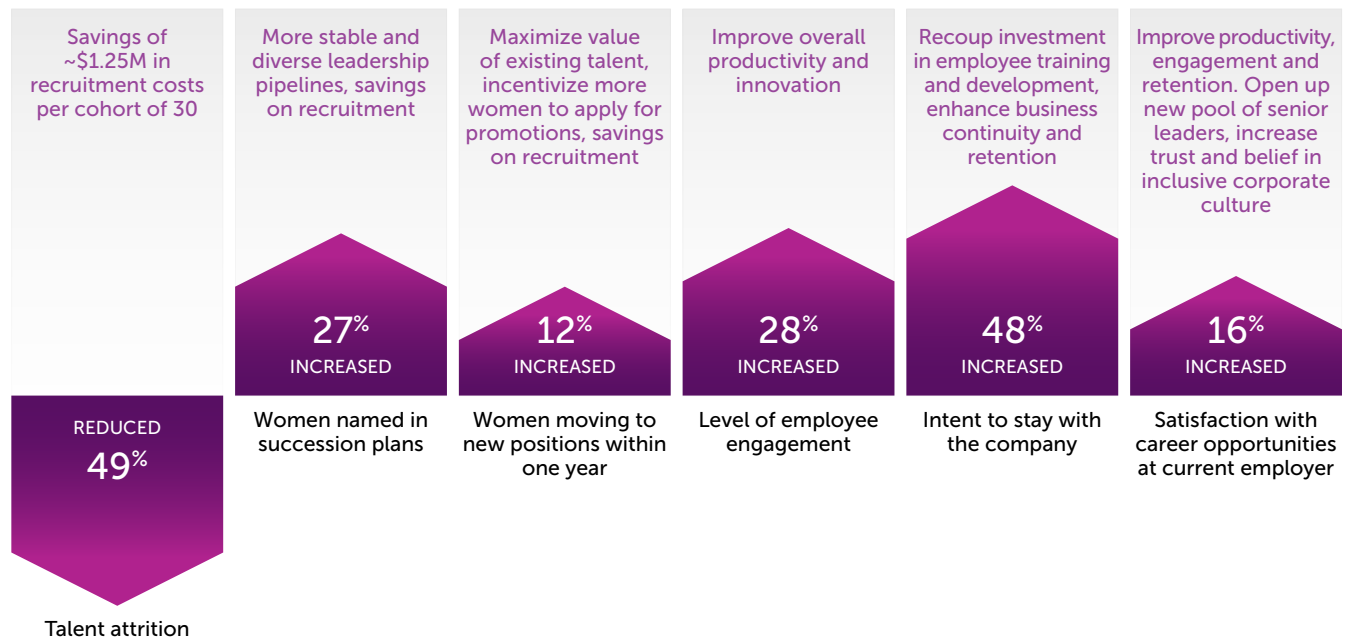 Savings of
~$1.25M in
recruitment costs
per cohort of 30
REDUCED
49%
Talent attrition
More stable and
diverse leadership
pipelines, savings
on recruitment
27%
INCREASED
Women named in
succession plans
Maximize value
of existing talent,
incentivize more
women to apply for
promotions, savings
on recruitment
12%
INCREASED
Women moving to
new positions within
one year
Improve overall
productivity and
innovation
28%
INCREASED
Level of employee
engagement
Recoup investment
in employee training
and development,
enhance business
continuity and
retention
48%
INCREASED
Intent to stay with
the company
Improve productivity,
engagement and
retention. Open up
new pool of senior
leaders, increase
trust and belief in
inclusive corporate
culture
16%
INCREASED
Satisfaction with
career opportunities
at current employer